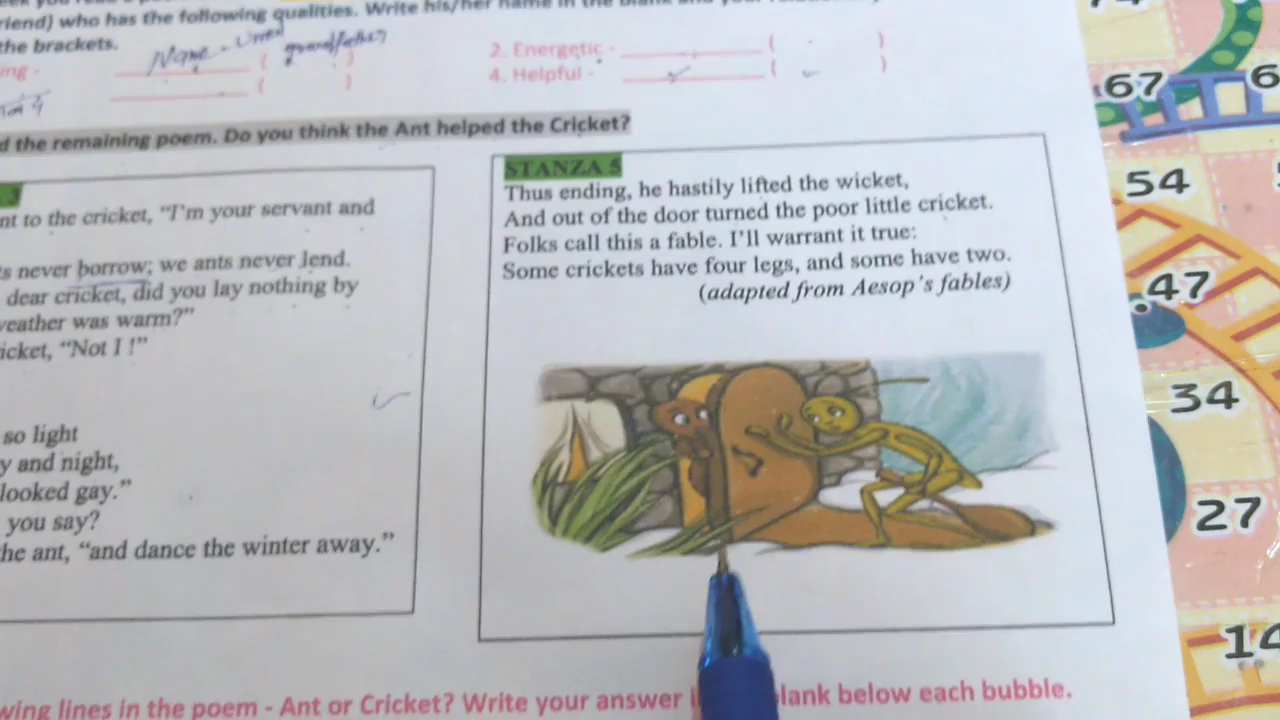 riend) who has the following qualities. Write his/her name in the blank and your
the brackets.
Name -
grandfather
ing - ( )
2. Energetic - ( )
( )
4. Helpful - ( )
d the remaining poem. Do you think the Ant helped the Cricket?
3
nt to the cricket, “I'm your servant and
s never borrow; we ants never lend.
dear cricket, did you lay nothing by
weather was warm?”
icket, “Not I !”
so light
y and night,
looked gay.”
you say?
he ant, “and dance the winter away.”
STANZA 5
Thus ending, he hastily lifted the wicket,
And out of the door turned the poor little cricket.
Folks call this a fable. I’ll warrant it true:
Some crickets have four legs, and some have two.
(adapted from Aesop’s fables)
wing lines in the poem - Ant or Cricket? Write your answer lank below each bubble.
67
6
54
47
34
27
14